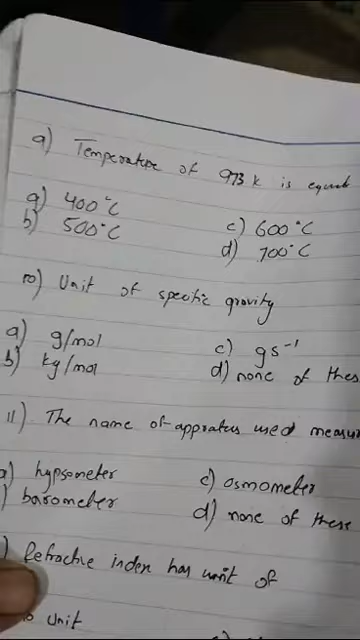 9) Temperature of 973 k is equal
a) 400°C
b) 500°C
c) 600°C
d) 700°C
10) Unit of specific gravity
a) g/mol
b) kg/mol
c) gs⁻¹
d) none of thes
11) The name of appratus used measur
a) hypsometer
) barometer
c) osmometer
d) none of these
) Refractive index has unit of
unit